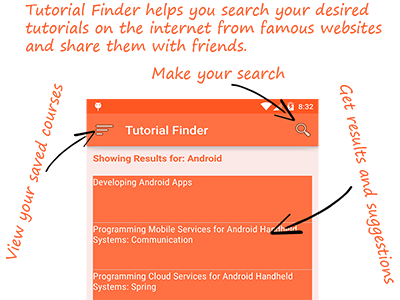 Tutorial Finder helps you search your desired
tutorials on the internet from famous websites
and share them with friends.
Make your search
View your saved courses
Get results and suggestions
8:32
Tutorial Finder
Showing Results for: Android
Developing Android Apps
Programming Mobile Services for Android Handheld
Systems: Communication
Programming Cloud Services for Android Handheld
Systems: Spring